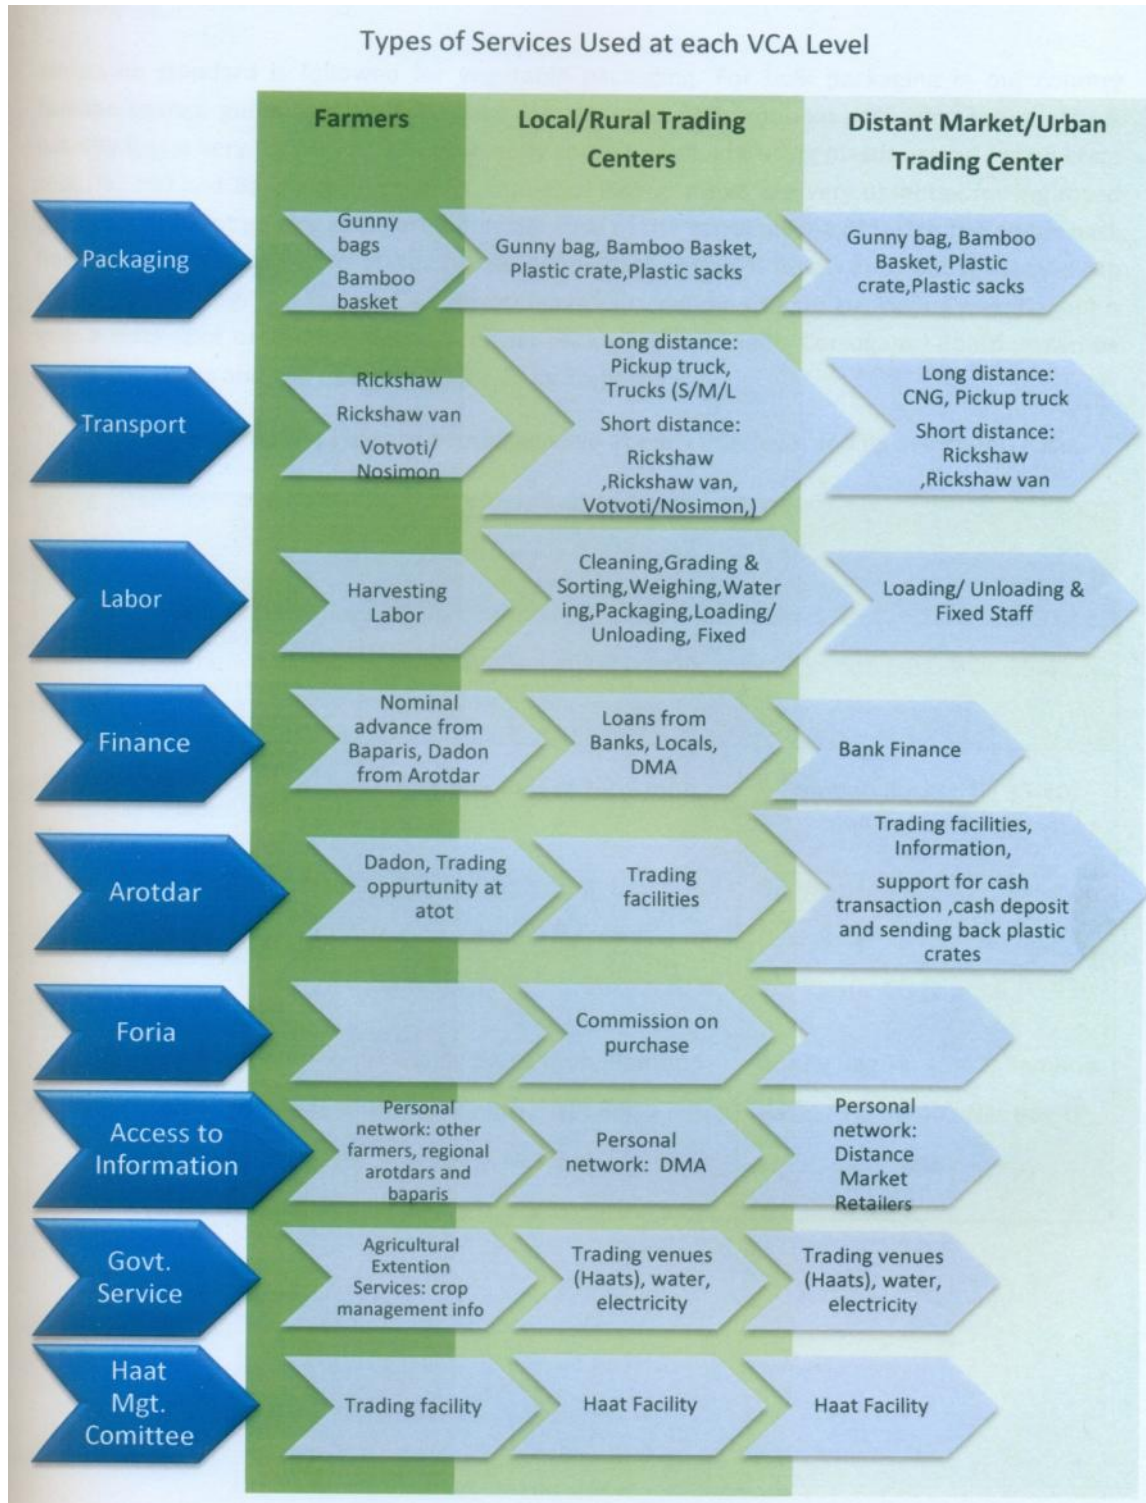 Types of Services Used at each VCA Level
Farmers
Local/Rural Trading
Centers
Distant Market/Urban
Trading Center
Packaging
Gunny
bags
Bamboo
basket
Gunny bag, Bamboo Basket,
Plastic crate,Plastic sacks
Gunny bag, Bamboo
Basket, Plastic
crate,Plastic sacks
Transport
Rickshaw
Rickshaw van
Votvoti/
Nosimon
Long distance:
Pickup truck,
Trucks (S/M/L
Short distance:
Rickshaw
,Rickshaw van,
Votvoti/Nosimon,)
Long distance:
CNG, Pickup truck
Short distance:
Rickshaw
,Rickshaw van
Labor
Harvesting
Labor
Cleaning,Grading &
Sorting,Weighing,Water
ing,Packaging,Loading/
Unloading, Fixed
Loading/ Unloading &
Fixed Staff
Finance
Nominal
advance from
Baparis, Dadon
from Arotdar
Loans from
Banks, Locals,
DMA
Bank Finance
Arotdar
Dadon, Trading
oppurtunity at
atot
Trading
facilities
Trading facilities,
Information,
support for cash
transaction ,cash deposit
and sending back plastic
crates
Foria
Commission on
purchase
Access to
Information
Personal
network: other
farmers, regional
arotdars and
baparis
Personal
network: DMA
Personal
network:
Distance
Market
Retailers
Govt.
Service
Agricultural
Extention
Services: crop
management info
Trading venues
(Haats), water,
electricity
Trading venues
(Haats), water,
electricity
Haat
Mgt.
Comittee
Trading facility
Haat Facility
Haat Facility